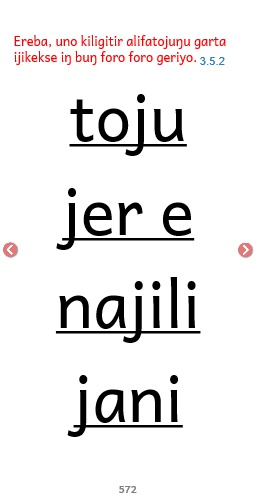 Ereba, uno kiligitir alifatojuŋu garta
ijikekse iŋ buŋ foro foro geriyo. 3.5.2
toju
jer e
najili
jani
572